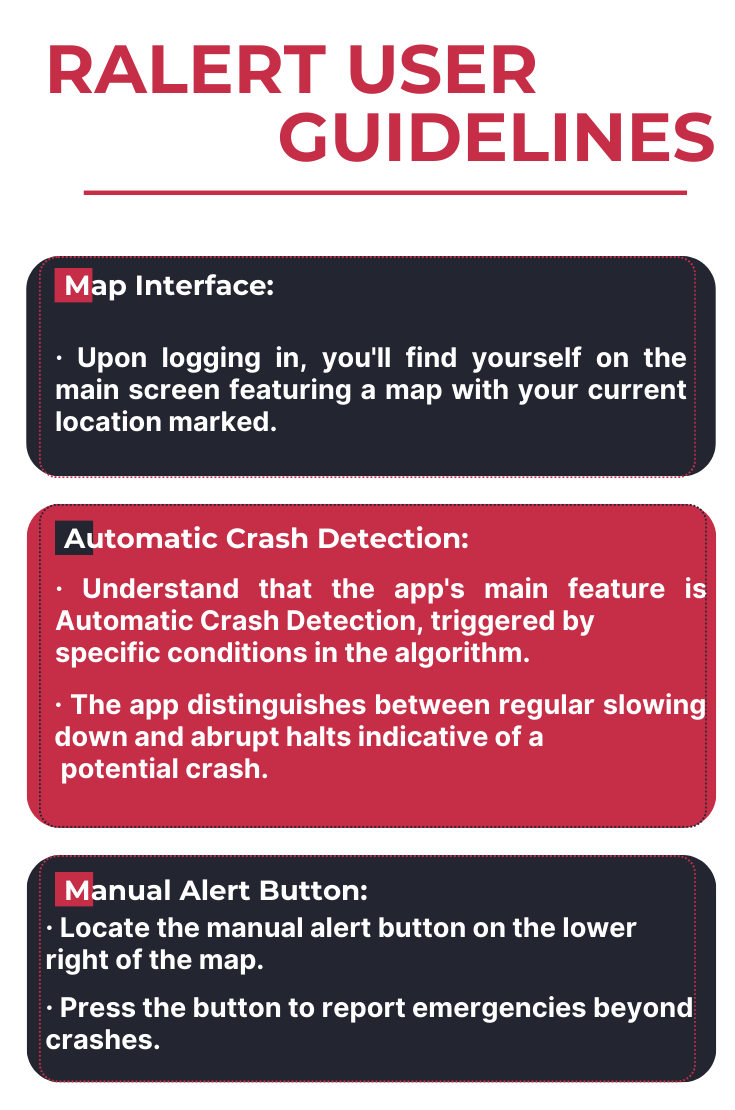 RALERT USER
GUIDELINES
Map Interface:
· Upon logging in, you'll find yourself on the
main screen featuring a map with your current
location marked.
Automatic Crash Detection:
· Understand that the app's main feature is
Automatic Crash Detection, triggered by
specific conditions in the algorithm.
· The app distinguishes between regular slowing
down and abrupt halts indicative of a
potential crash.
Manual Alert Button:
· Locate the manual alert button on the lower
right of the map.
· Press the button to report emergencies beyond
crashes.